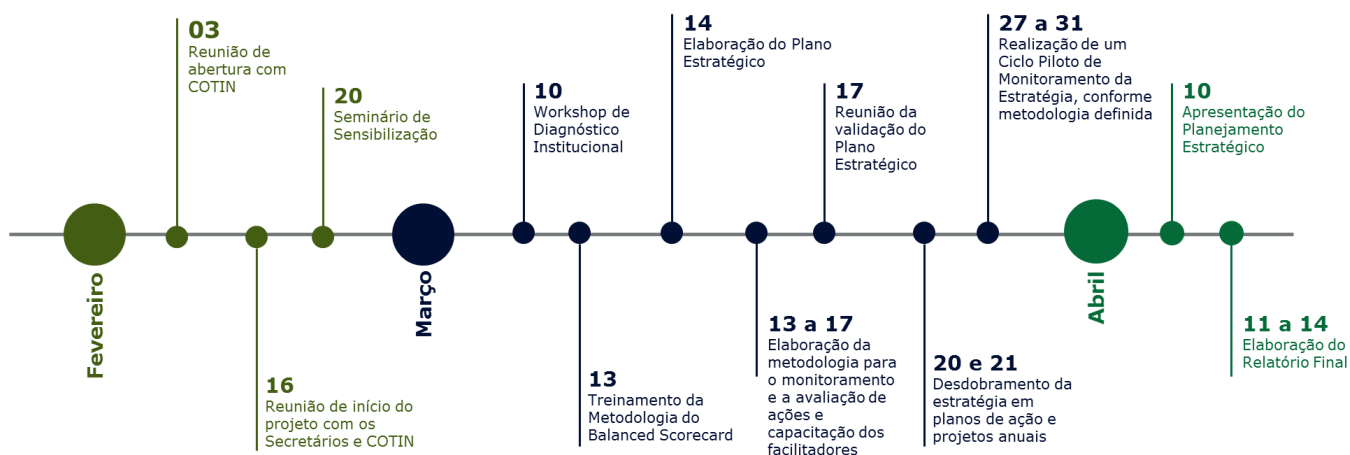 Fevereiro
03
Reunião de
abertura com
COTIN
16
Reunião de início do
projeto com os
Secretários e COTIN
20
Seminário de
Sensibilização
Março
10
Workshop de
Diagnóstico
Institucional
13
Treinamento da
Metodologia do
Balanced Scorecard
14
Elaboração do Plano
Estratégico
13 a 17
Elaboração da
metodologia para
o monitoramento
e a avaliação de
ações e
capacitação dos
facilitadores
17
Reunião da
validação do
Plano
Estratégico
20 e 21
Desdobramento da
estratégia em
planos de ação e
projetos anuais
27 a 31
Realização de um
Ciclo Piloto de
Monitoramento da
Estratégia, conforme
metodologia definida
Abril
10
Apresentação do
Planejamento
Estratégico
11 a 14
Elaboração do
Relatório Final